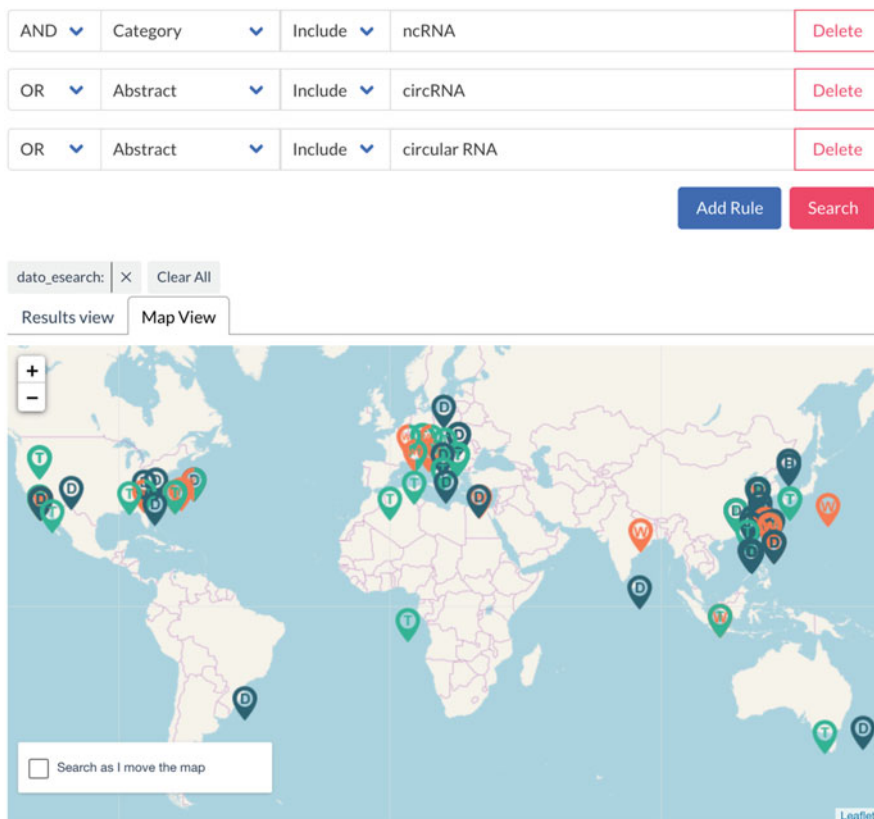 AND Category Include ncRNA Delete
OR Abstract Include circRNA Delete
OR Abstract Include circular RNA Delete
Add Rule Search
dato_esearch: × Clear All
Results view Map View
+
−
D
D
T D D D
D D T T T D
T D
T T D D T W
W
D
T T
D
T D
Search as I move the map
Leaflet